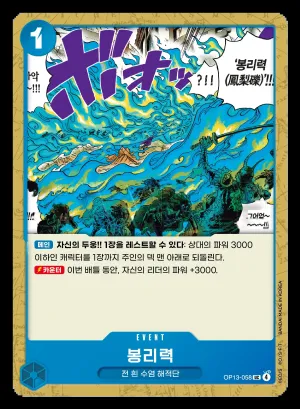 1
ボオッ
?!!
'봉리력
(鳳梨礫)'!!
!!!
메인 자신의 두웅!! 1장을 레스트할 수 있다: 상대의 파워 3000
이하인 캐릭터를 1장까지 주인의 덱 맨 아래로 되돌린다.
카운터 이번 배틀 동안, 자신의 리더의 파워 +3000.
EVENT
봉리력
전 흰 수염 해적단
OP13-058